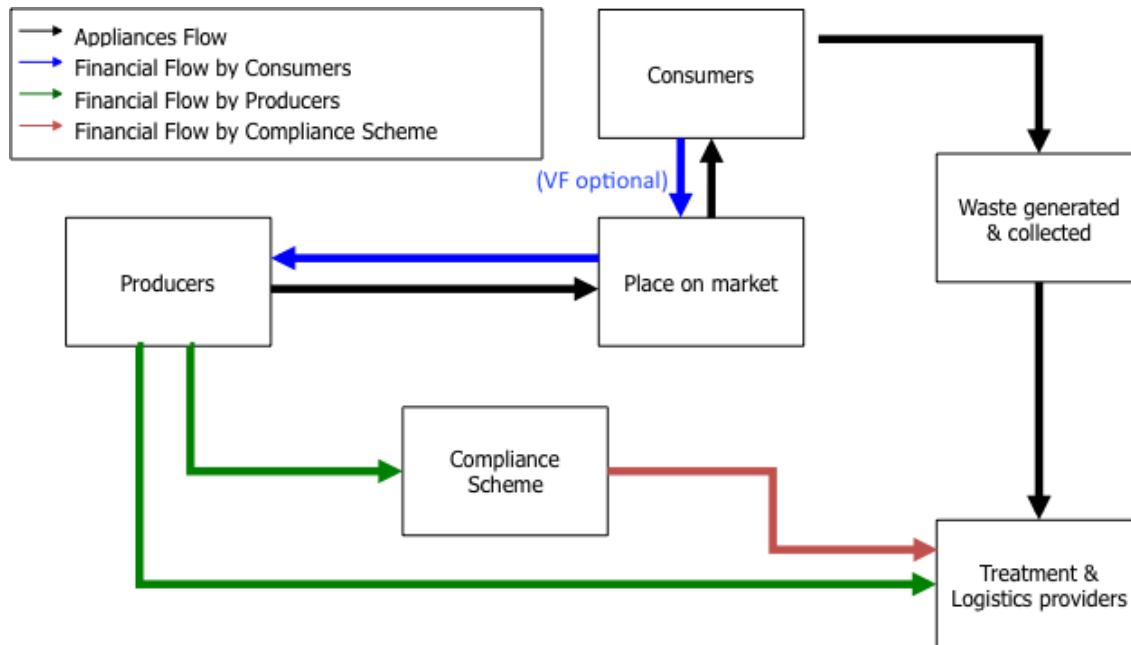 Appliances Flow
Financial Flow by Consumers
Financial Flow by Producers
Financial Flow by Compliance Scheme
Consumers
(VF optional)
Waste generated
& collected
Producers
Place on market
Compliance
Scheme
Treatment &
Logistics providers